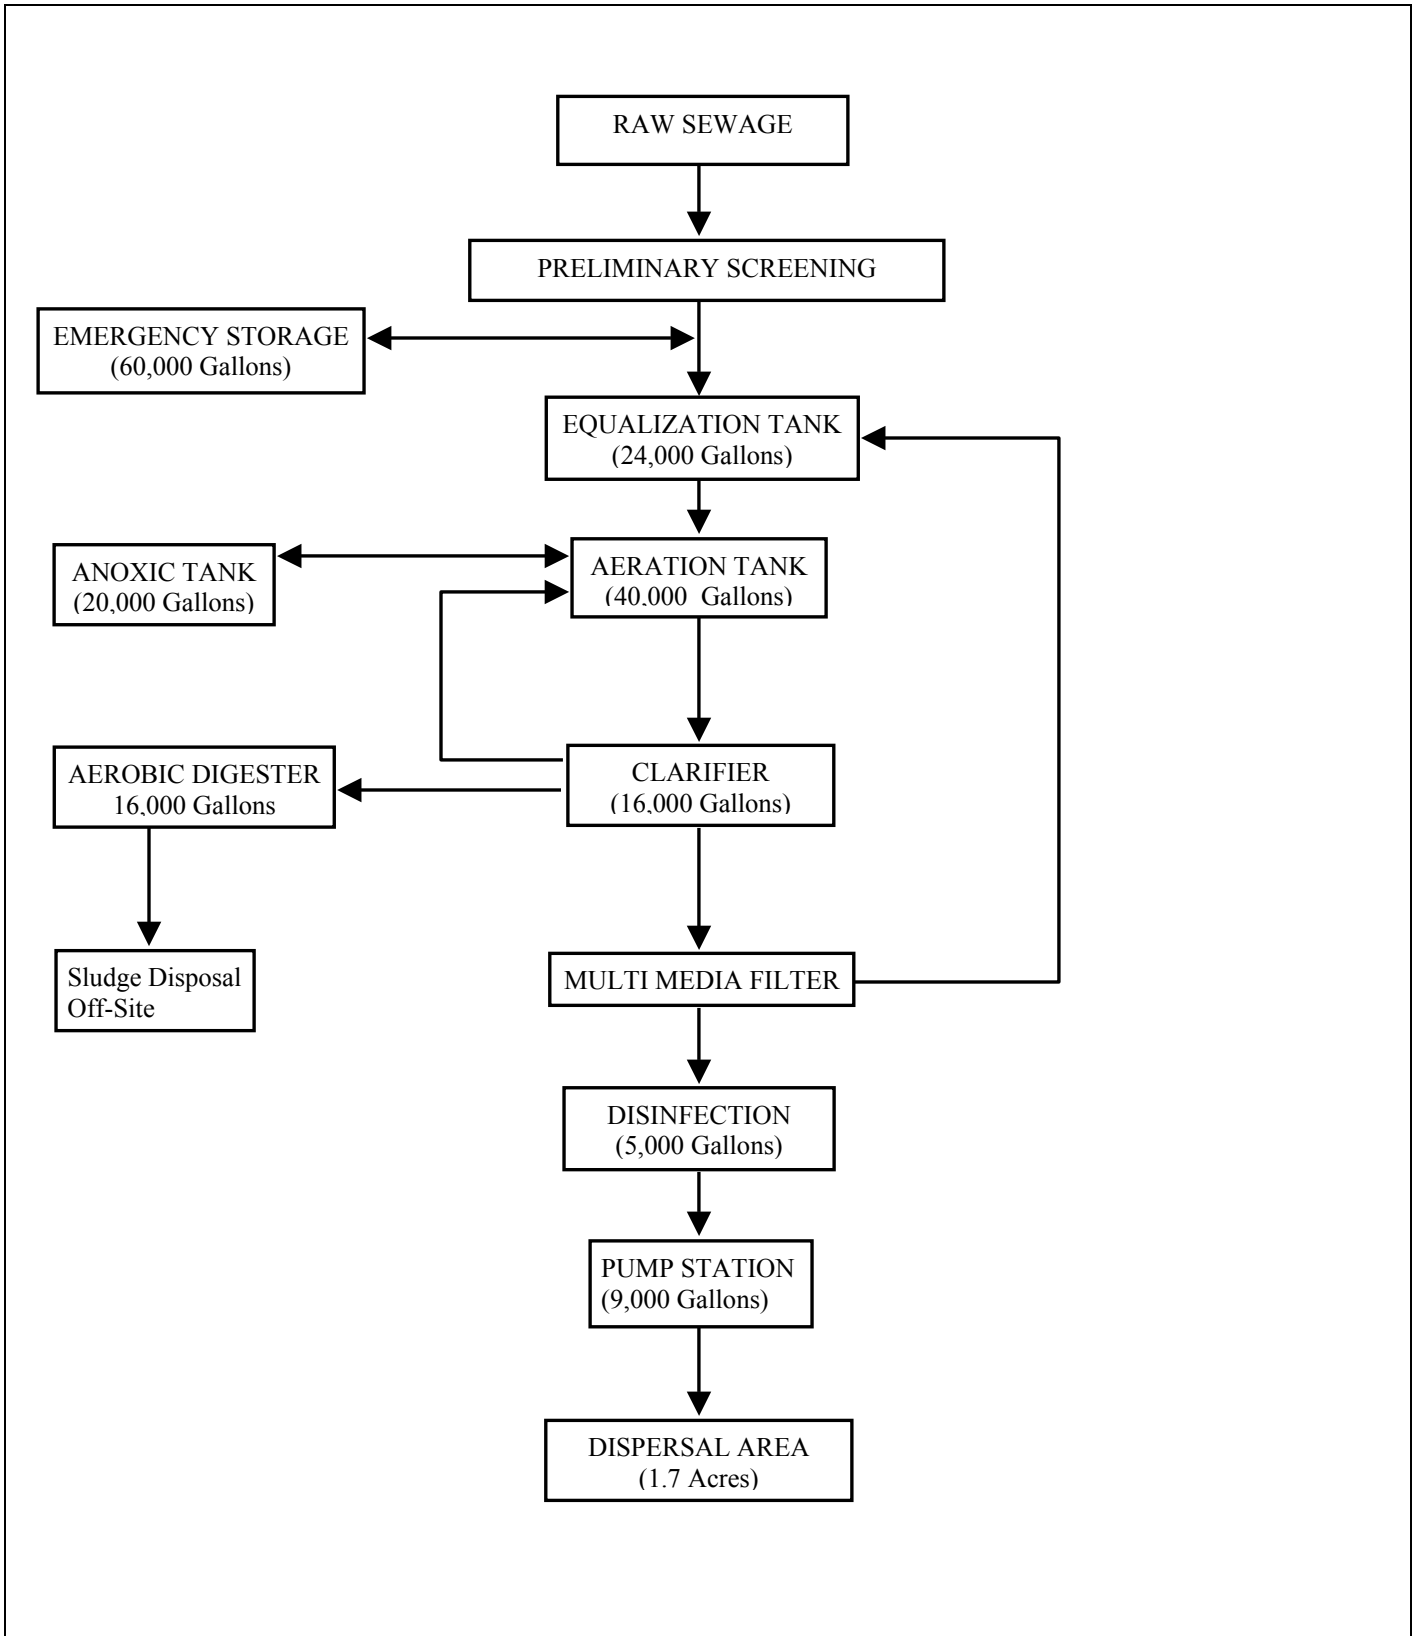 RAW SEWAGE
PRELIMINARY SCREENING
EMERGENCY STORAGE
(60,000 Gallons)
EQUALIZATION TANK
(24,000 Gallons)
ANOXIC TANK
(20,000 Gallons)
AERATION TANK
(40,000  Gallons)
AEROBIC DIGESTER
16,000 Gallons
CLARIFIER
(16,000 Gallons)
Sludge Disposal
Off-Site
MULTI MEDIA FILTER
DISINFECTION
(5,000 Gallons)
PUMP STATION
(9,000 Gallons)
DISPERSAL AREA
(1.7 Acres)